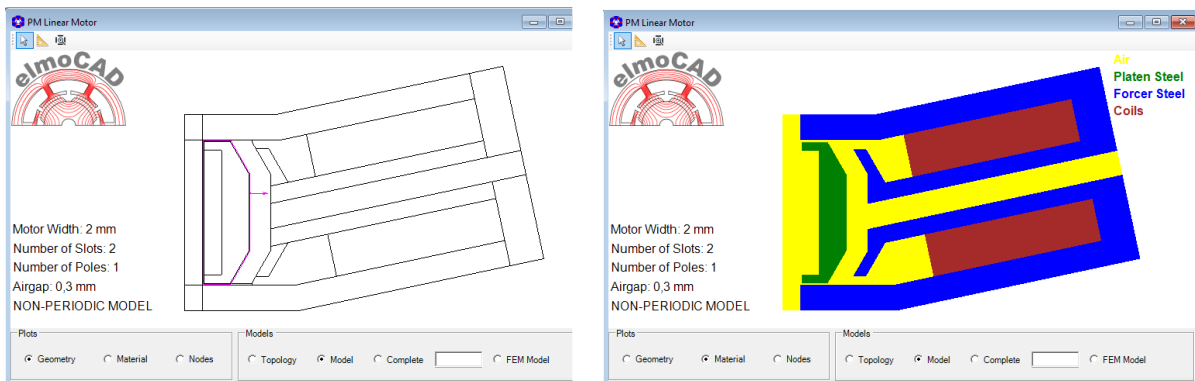 PM Linear Motor
elmoCAD
Motor Width: 2 mm
Number of Slots: 2
Number of Poles: 1
Airgap: 0,3 mm
NON-PERIODIC MODEL
Plots
Geometry Material Nodes
Models
Topology Model Complete FEM Model
PM Linear Motor
elmoCAD
Air
Platen Steel
Forcer Steel
Coils
Motor Width: 2 mm
Number of Slots: 2
Number of Poles: 1
Airgap: 0,3 mm
NON-PERIODIC MODEL
Plots
Geometry Material Nodes
Models
Topology Model Complete FEM Model